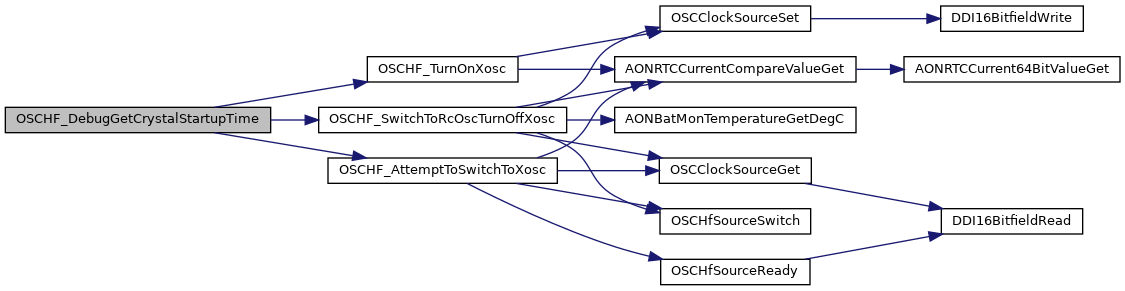 OSCHF_DebugGetCrystalStartupTime
OSCHF_TurnOnXosc
OSCHF_SwitchToRcOscTurnOffXosc
OSCHF_AttemptToSwitchToXosc
OSCClockSourceSet
AONRTCCurrentCompareValueGet
AONBatMonTemperatureGetDegC
OSCClockSourceGet
OSCHfSourceSwitch
OSCHfSourceReady
DDI16BitfieldWrite
AONRTCCurrent64BitValueGet
DDI16BitfieldRead